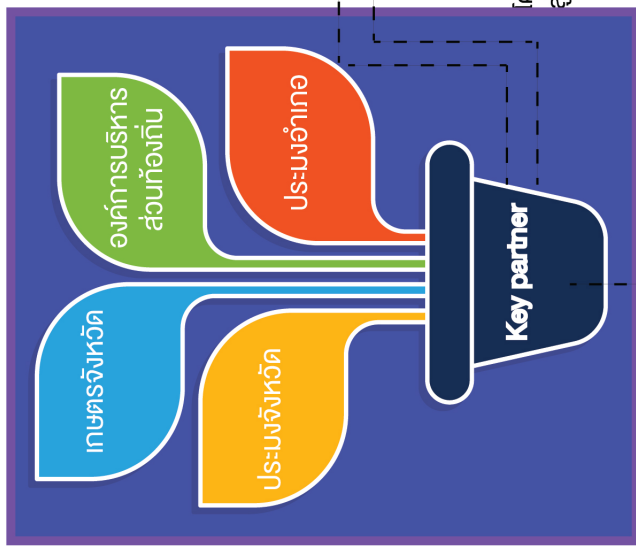 องค์การบริหาร
ส่วนท้องถิ่น
ประมงอำเภอ
เกษตรจังหวัด
ประมงจังหวัด
Key partner